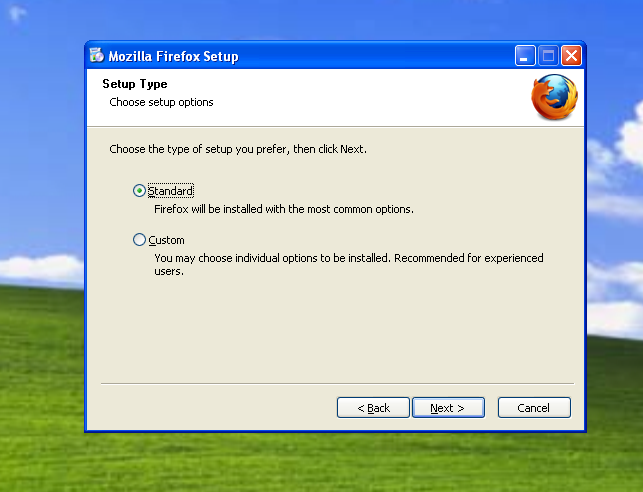 Mozilla Firefox Setup
Setup Type
Choose setup options
Choose the type of setup you prefer, then click Next.
Standard
Firefox will be installed with the most common options.
Custom
You may choose individual options to be installed. Recommended for experienced
users.
< Back Next > Cancel